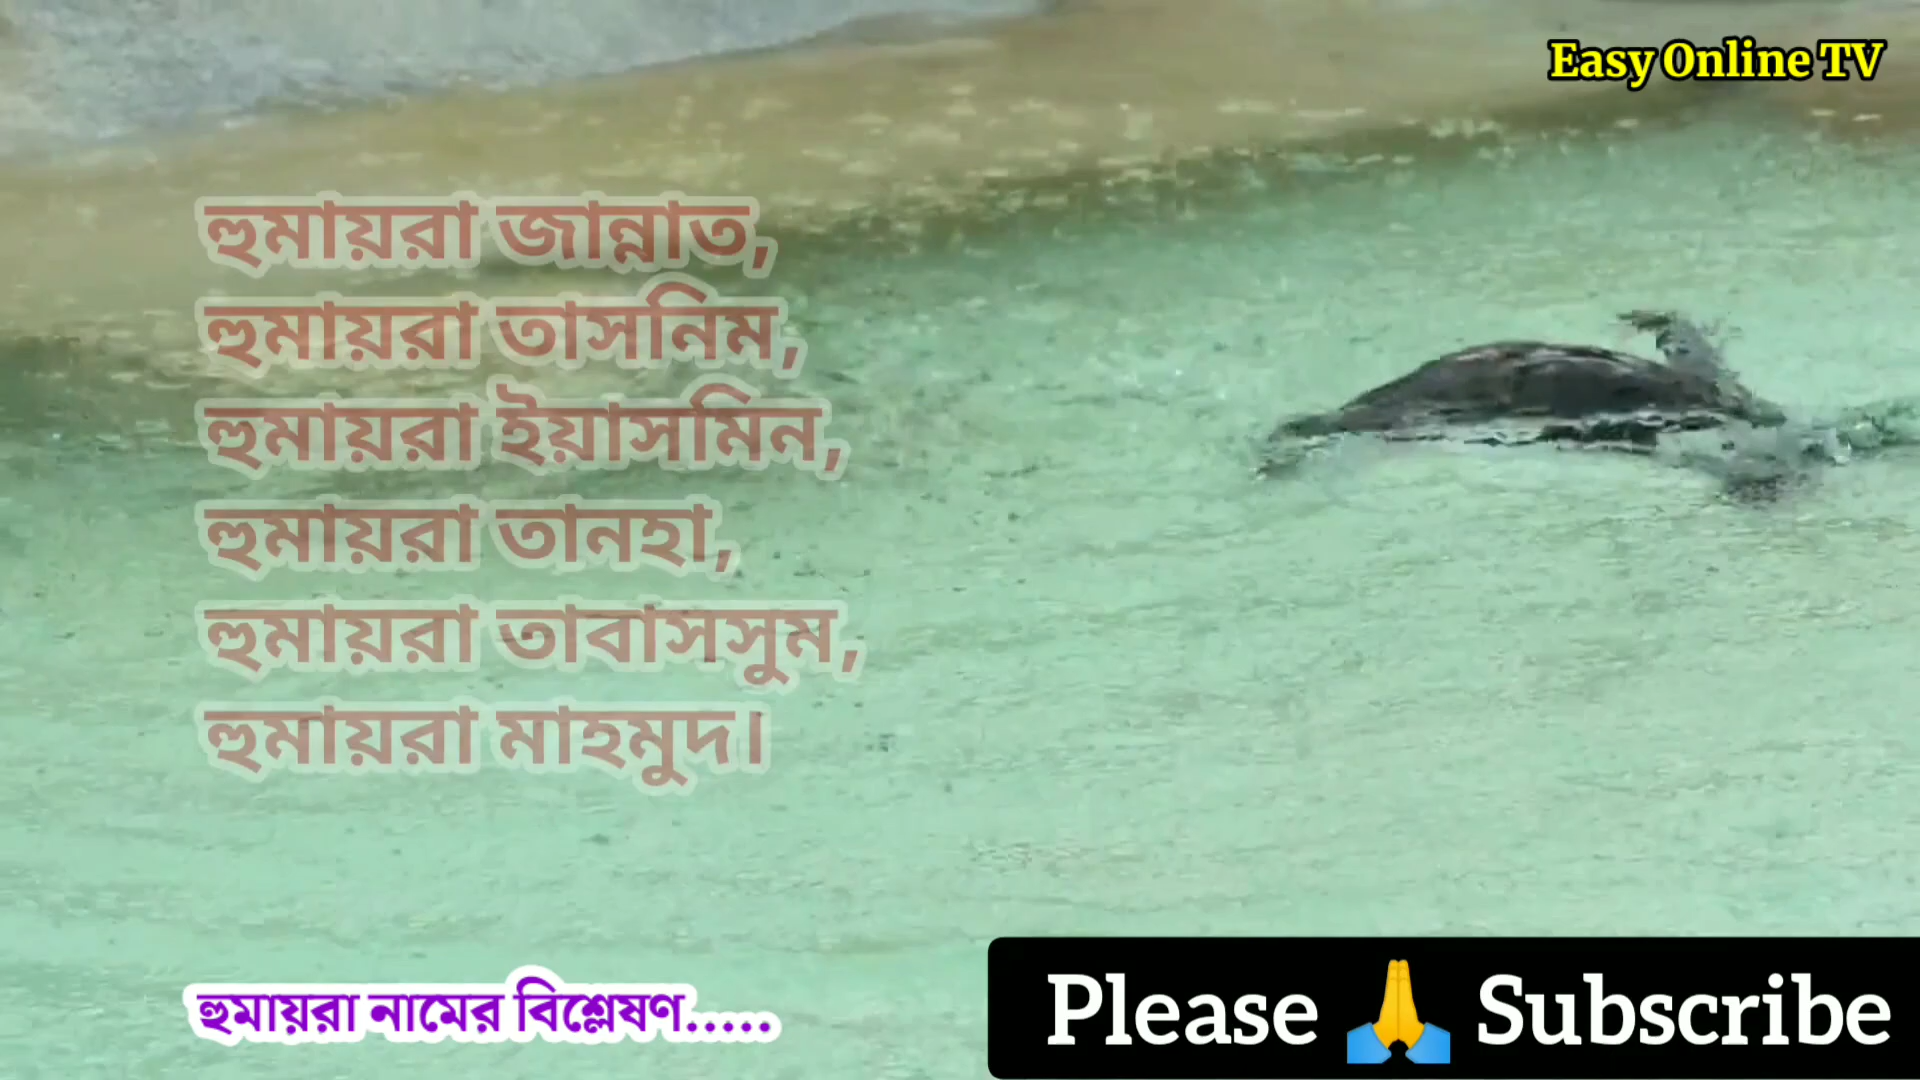 Easy Online TV
হুমায়রা জান্নাত,
হুমায়রা তাসনিম,
হুমায়রা ইয়াসমিন,
হুমায়রা তানহা,
হুমায়রা তাবাসসুম,
হুমায়রা মাহমুদ।
হুমায়রা নামের বিশ্লেষণ.....
Please 🙏 Subscribe